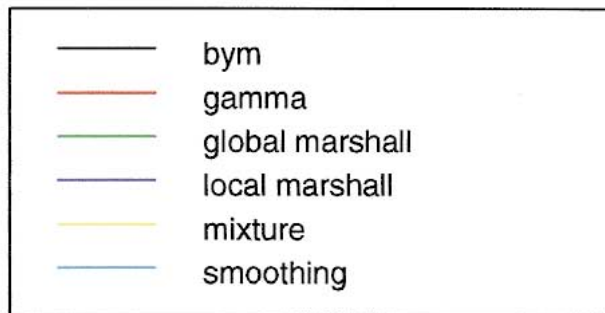 bym
gamma
global marshall
local marshall
mixture
smoothing